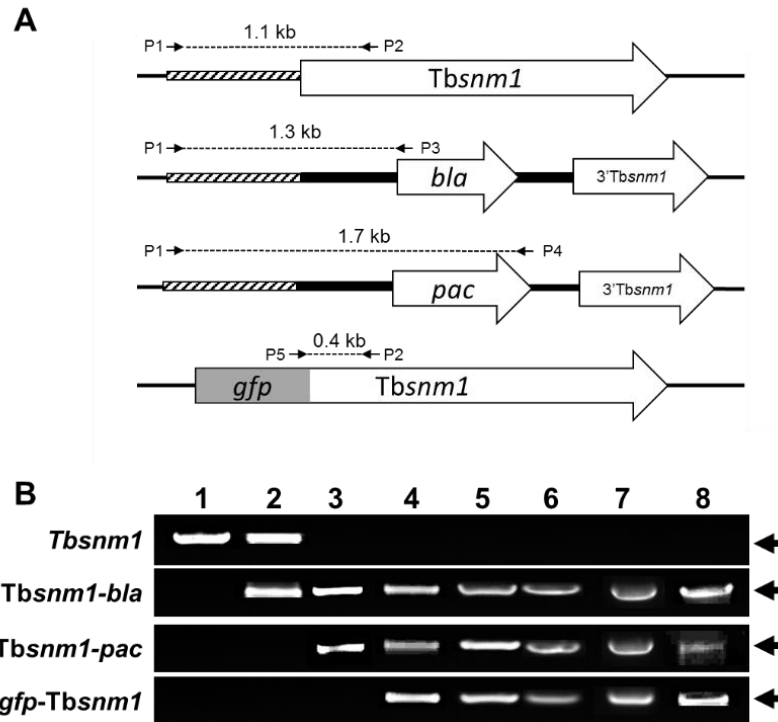 A
P1 1.1 kb P2
Tbsnm1
P1 1.3 kb P3
bla 3'Tbsnm1
P1 1.7 kb P4
pac 3'Tbsnm1
P5 0.4 kb P2
gfp Tbsnm1
B
1 2 3 4 5 6 7 8
Tbsnm1
Tbsnm1-bla
Tbsnm1-pac
gfp-Tbsnm1